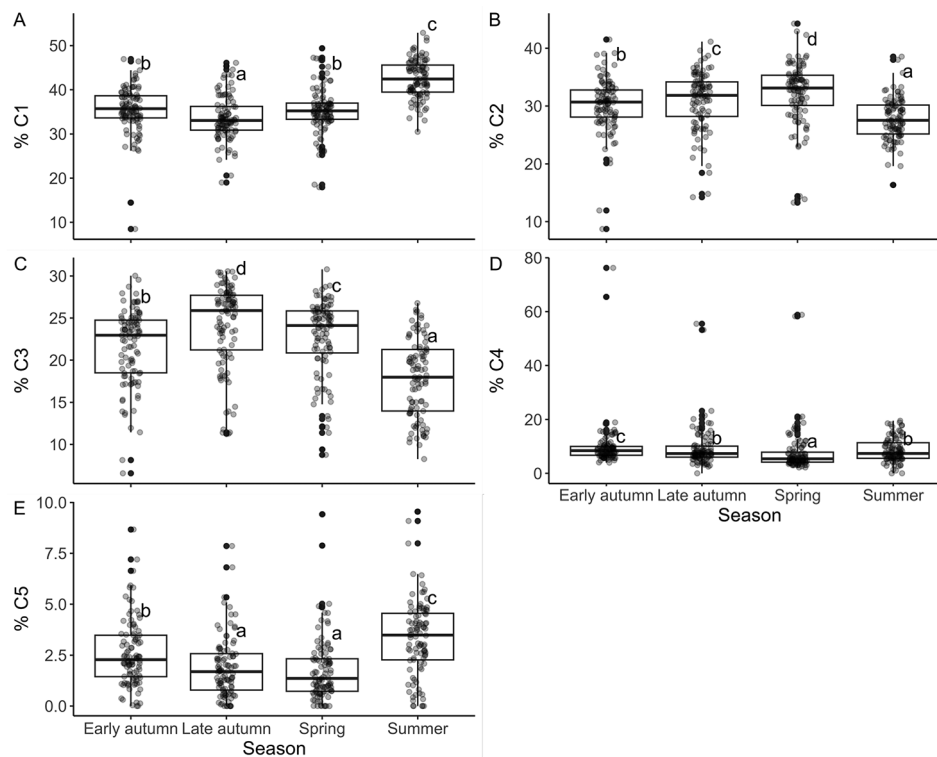 A
% C1
50
40
30
20
10
b
a
b
c
B
% C2
40
30
20
10
b
c
d
a
C
% C3
30
25
20
15
10
b
d
c
a
D
% C4
80
60
40
20
0
c
b
a
b
Early autumn Late autumn Spring Summer
Season
E
% C5
10.0
7.5
5.0
2.5
0.0
b
a
a
c
Early autumn Late autumn Spring Summer
Season